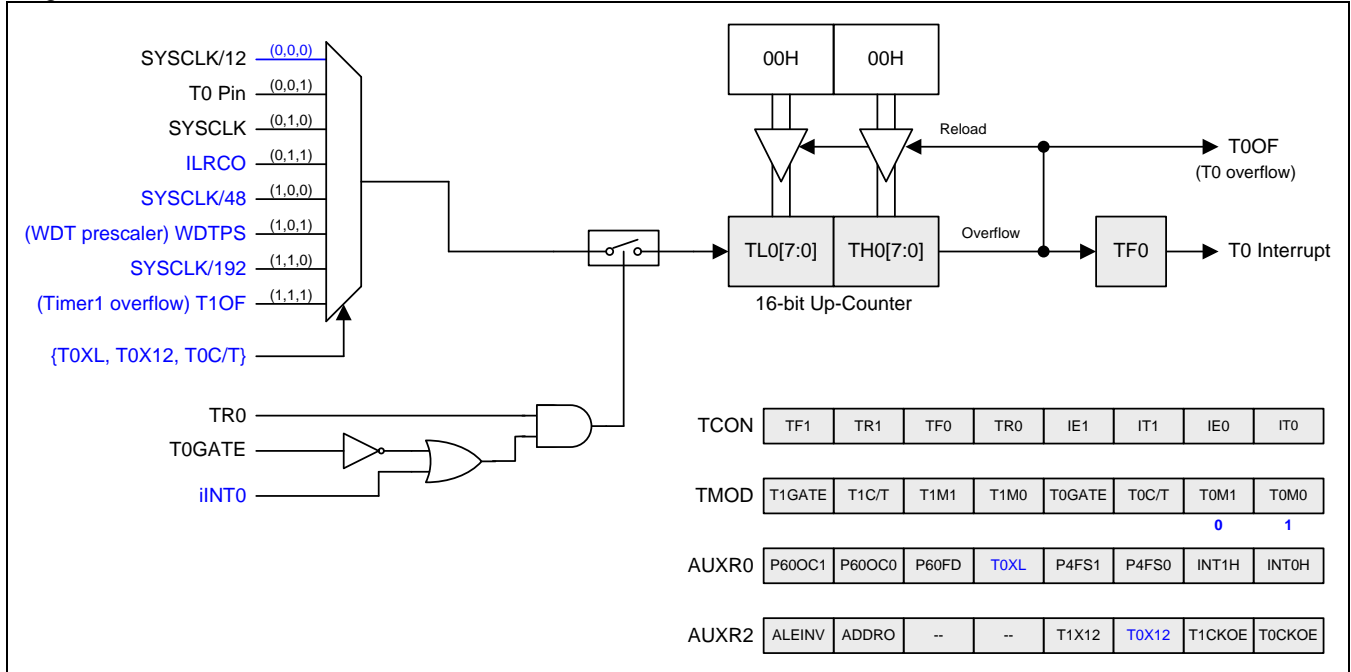 SYSCLK/12 (0,0,0)
T0 Pin (0,0,1)
SYSCLK (0,1,0)
ILRCO (0,1,1)
SYSCLK/48 (1,0,0)
(WDT prescaler) WDTPS (1,0,1)
SYSCLK/192 (1,1,0)
(Timer1 overflow) T1OF (1,1,1)
{T0XL, T0X12, T0C/T}
TR0
T0GATE
iINT0
00H 00H
Reload
T0OF
(T0 overflow)
TL0[7:0] TH0[7:0]
Overflow
TF0
T0 Interrupt
16-bit Up-Counter
TCON TF1 TR1 TF0 TR0 IE1 IT1 IE0 IT0
TMOD T1GATE T1C/T T1M1 T1M0 T0GATE T0C/T T0M1 T0M0
0 1
AUXR0 P60OC1 P60OC0 P60FD T0XL P4FS1 P4FS0 INT1H INT0H
AUXR2 ALEINV ADDRO -- -- T1X12 T0X12 T1CKOE T0CKOE